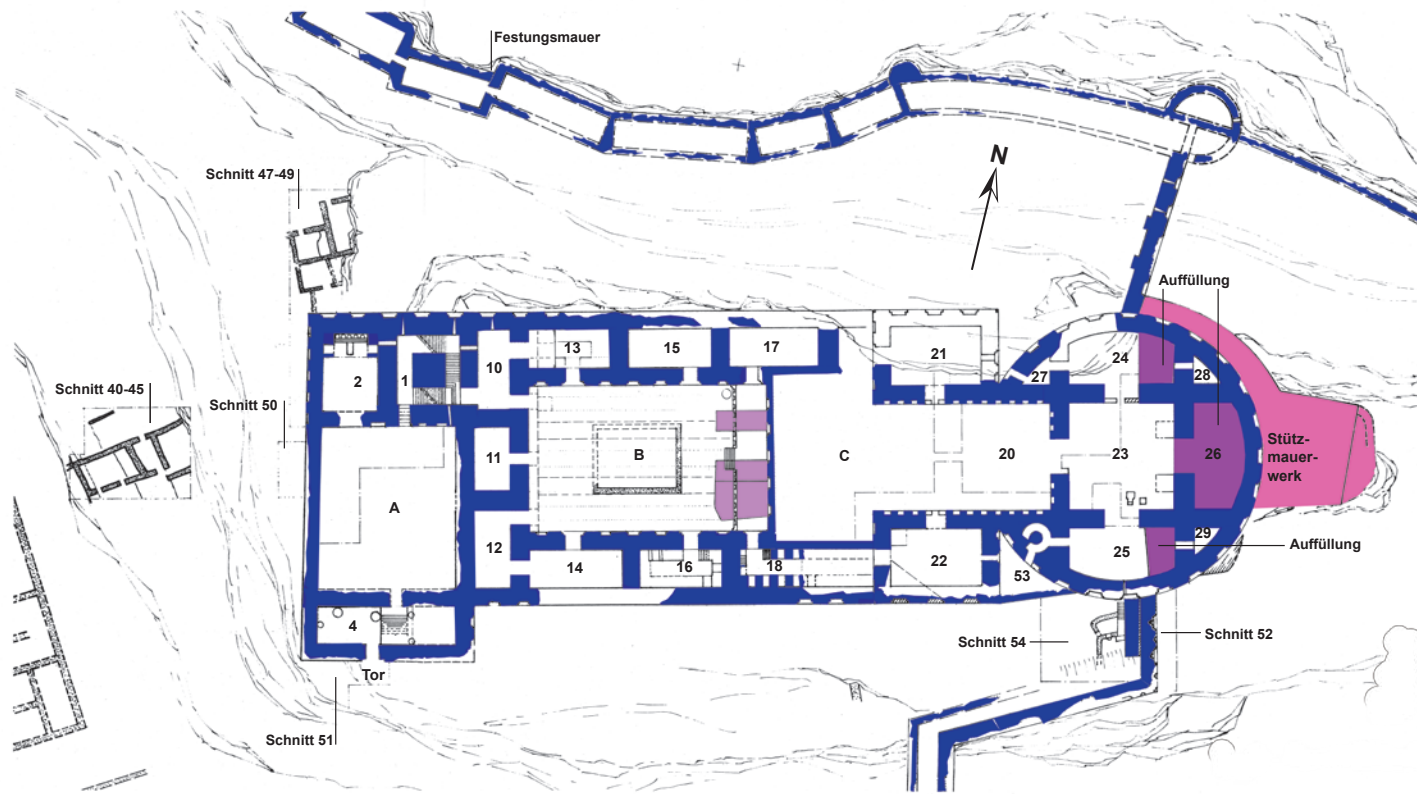 Festungsmauer
N
Schnitt 47-49
Auffüllung
13
15
17
21
24
10
27
28
2
1
Schnitt 40-45
Schnitt 50
B
C
20
23
26
Stütz-
mauer-
werk
11
A
12
14
16
18
22
25
29
Auffüllung
53
4
Schnitt 54
Schnitt 52
Tor
Schnitt 51